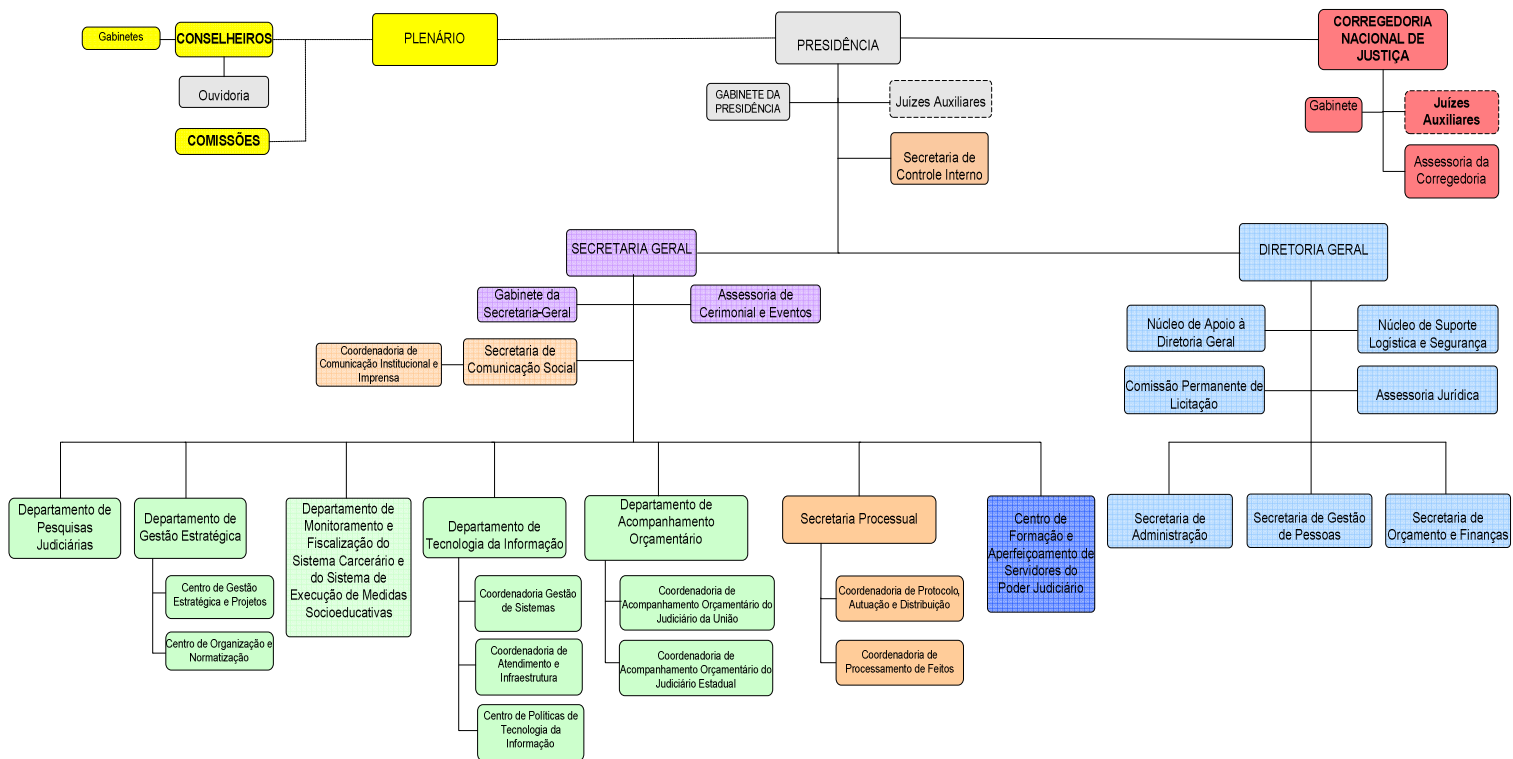 Gabinetes
CONSELHEIROS
Ouvidoria
COMISSÕES
PLENÁRIO
PRESIDÊNCIA
GABINETE DA
PRESIDÊNCIA
Juízes Auxiliares
Secretaria de
Controle Interno
CORREGEDORIA
NACIONAL DE
JUSTIÇA
Gabinete
Juízes
Auxiliares
Assessoria da
Corregedoria
SECRETARIA GERAL
DIRETORIA GERAL
Gabinete da
Secretaria-Geral
Assessoria de
Cerimonial e Eventos
Coordenadoria de
Comunicação Institucional e
Imprensa
Secretaria de
Comunicação Social
Núcleo de Apoio à
Diretoria Geral
Núcleo de Suporte
Logistica e Segurança
Comissão Permanente de
Licitação
Assessoria Jurídica
Departamento de
Pesquisas
Judiciárias
Departamento de
Gestão Estratégica
Centro de Gestão
Estratégica e Projetos
Centro de Organização e
Normatização
Departamento de
Monitoramento e
Fiscalização do
Sistema Carcerário e
do Sistema de
Execução de Medidas
Socioeducativas
Departamento de
Tecnologia da Informação
Coordenadoria Gestão
de Sistemas
Coordenadoria de
Atendimento e
Infraestrutura
Centro de Políticas de
Tecnologia da
Informação
Departamento de
Acompanhamento
Orçamentário
Coordenadoria de
Acompanhamento Orçamentário do
Judiciário da União
Coordenadoria de
Acompanhamento Orçamentário do
Judiciário Estadual
Secretaria Processual
Coordenadoria de Protocolo,
Autuação e Distribuição
Coordenadoria de
Processamento de Feitos
Centro de
Formação e
Aperfeiçoamento de
Servidores do
Poder Judiciário
Secretaria de
Administração
Secretaria de Gestão
de Pessoas
Secretaria de
Orçamento e Finanças